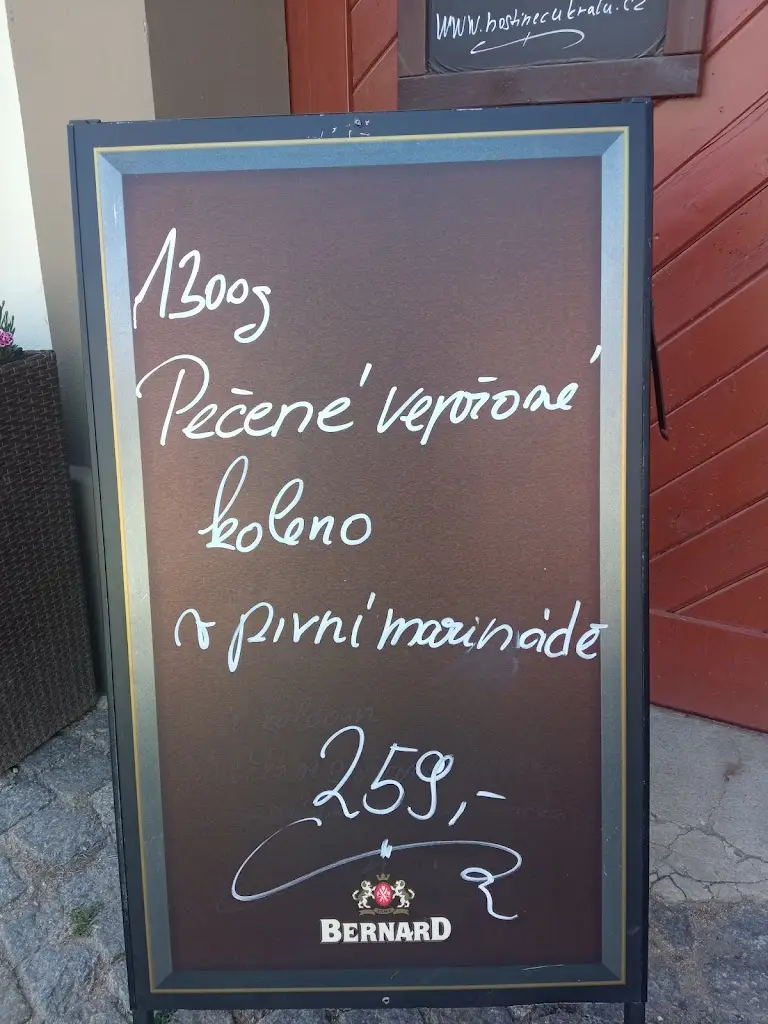 www.hostinecukralu.cz
1300g
Pečené vepřové
koleno
v pivní marinádě
259,-
BERNARD